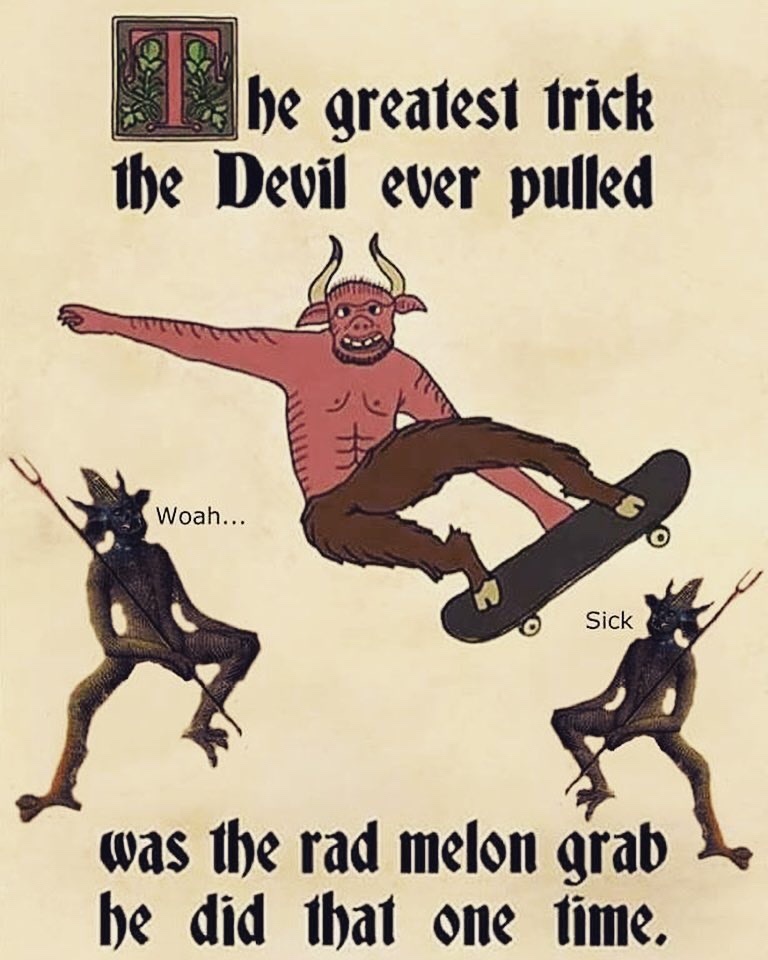 The greatest trick
the Devil ever pulled
Woah...
Sick
was the rad melon grab
he did that one time.